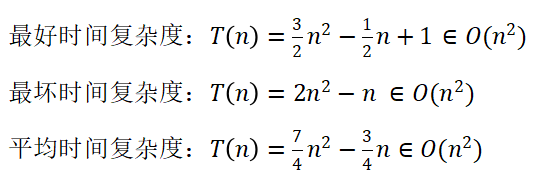 最好时间复杂度：T(n) = 3/2 n² − 1/2 n + 1 ∈ O(n²)
最坏时间复杂度：T(n) = 2n² − n ∈ O(n²)
平均时间复杂度：T(n) = 7/4 n² − 3/4 n ∈ O(n²)